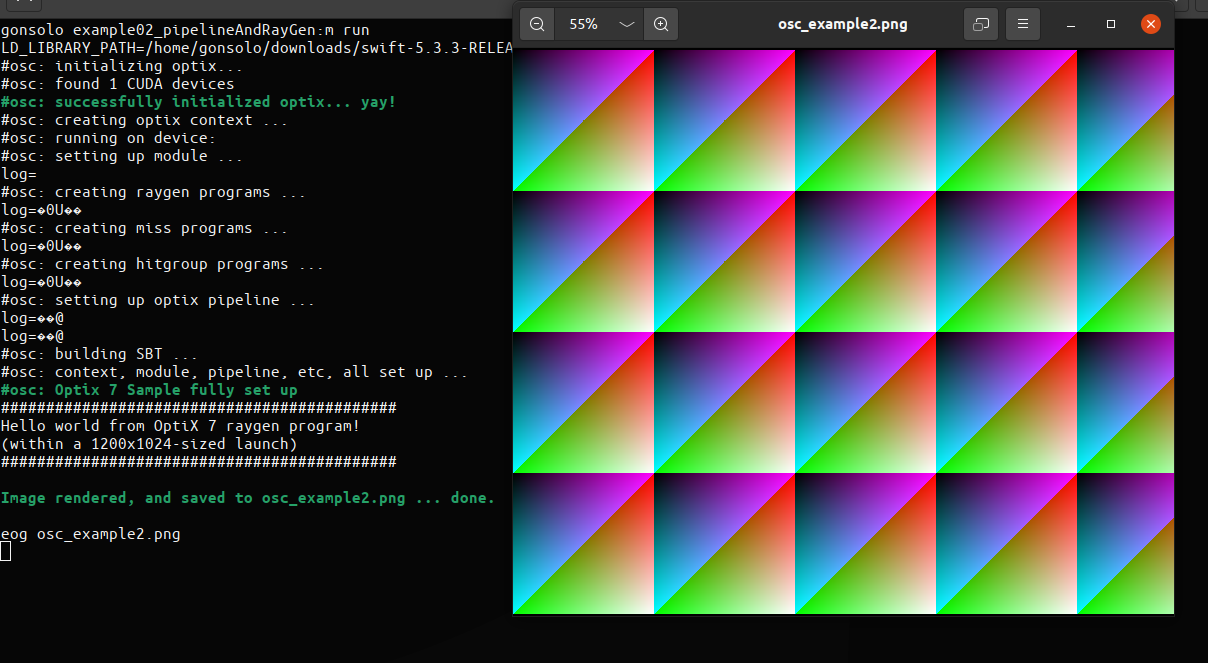 gonsolo example02_pipelineAndRayGen:m run
LD_LIBRARY_PATH=/home/gonsolo/downloads/swift-5.3.3-RELEA
#osc: initializing optix...
#osc: found 1 CUDA devices
#osc: successfully initialized optix... yay!
#osc: creating optix context ...
#osc: running on device:
#osc: setting up module ...
log=
#osc: creating raygen programs ...
log=�0U��
#osc: creating miss programs ...
log=�0U��
#osc: creating hitgroup programs ...
log=�0U��
#osc: setting up optix pipeline ...
log=��@
log=��@
#osc: building SBT ...
#osc: context, module, pipeline, etc, all set up ...
#osc: Optix 7 Sample fully set up
############################################
Hello world from OptiX 7 raygen program!
(within a 1200x1024-sized launch)
############################################
Image rendered, and saved to osc_example2.png ... done.
eog osc_example2.png
55%
osc_example2.png